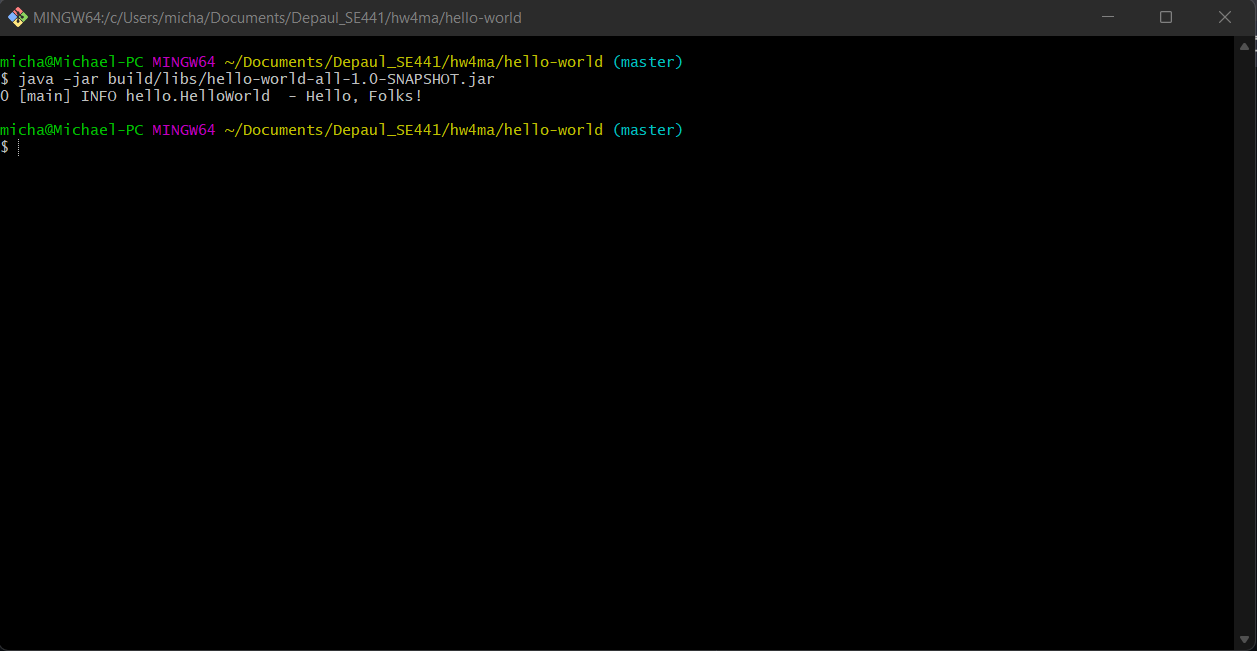 MINGW64:/c/Users/micha/Documents/Depaul_SE441/hw4ma/hello-world
micha@Michael-PC MINGW64 ~/Documents/Depaul_SE441/hw4ma/hello-world (master)
$ java -jar build/libs/hello-world-all-1.0-SNAPSHOT.jar
0 [main] INFO hello.HelloWorld  - Hello, Folks!
micha@Michael-PC MINGW64 ~/Documents/Depaul_SE441/hw4ma/hello-world (master)
$